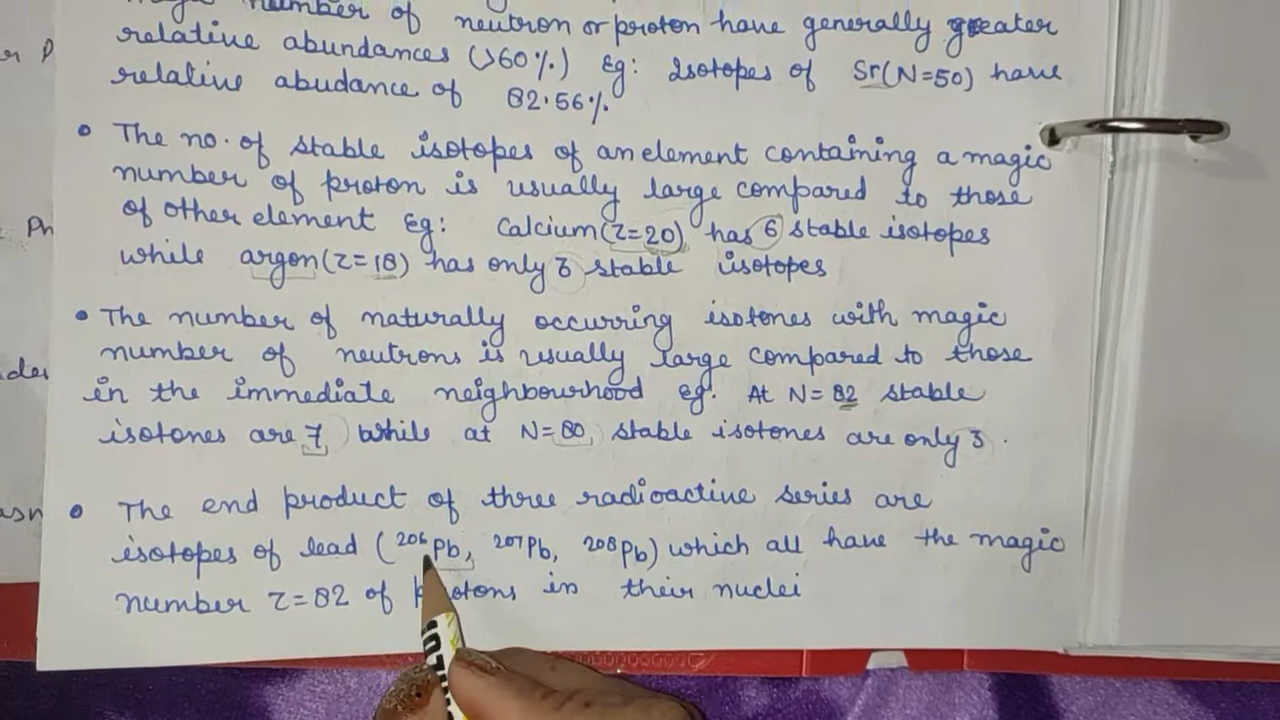 number of neutron or proton have generally greater
relative abundances (>60%) Eg: Isotopes of Sr(N=50) have
relative abudance of 82.56%
• The no. of stable isotopes of an element containing a magic
number of proton is usually large compared to those
of other element Eg: Calcium(Z=20) has 6 stable isotopes
while argon(Z=18) has only 3 stable isotopes
• The number of naturally occurring isotones with magic
number of neutrons is usually large compared to those
in the immediate neighbourhood eg. At N=82 stable
isotones are 7 while at N=80 stable isotones are only 3.
• The end product of three radioactive series are
isotopes of lead (²⁰⁶Pb, ²⁰⁷Pb, ²⁰⁸Pb) which all have the magic
number Z=82 of protons in their nuclei